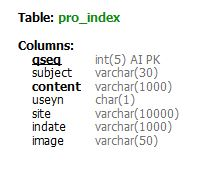 Table: pro_index
Columns:
qseq int(5) AI PK
subject varchar(30)
content varchar(1000)
useyn char(1)
site varchar(10000)
indate varchar(1000)
image varchar(50)